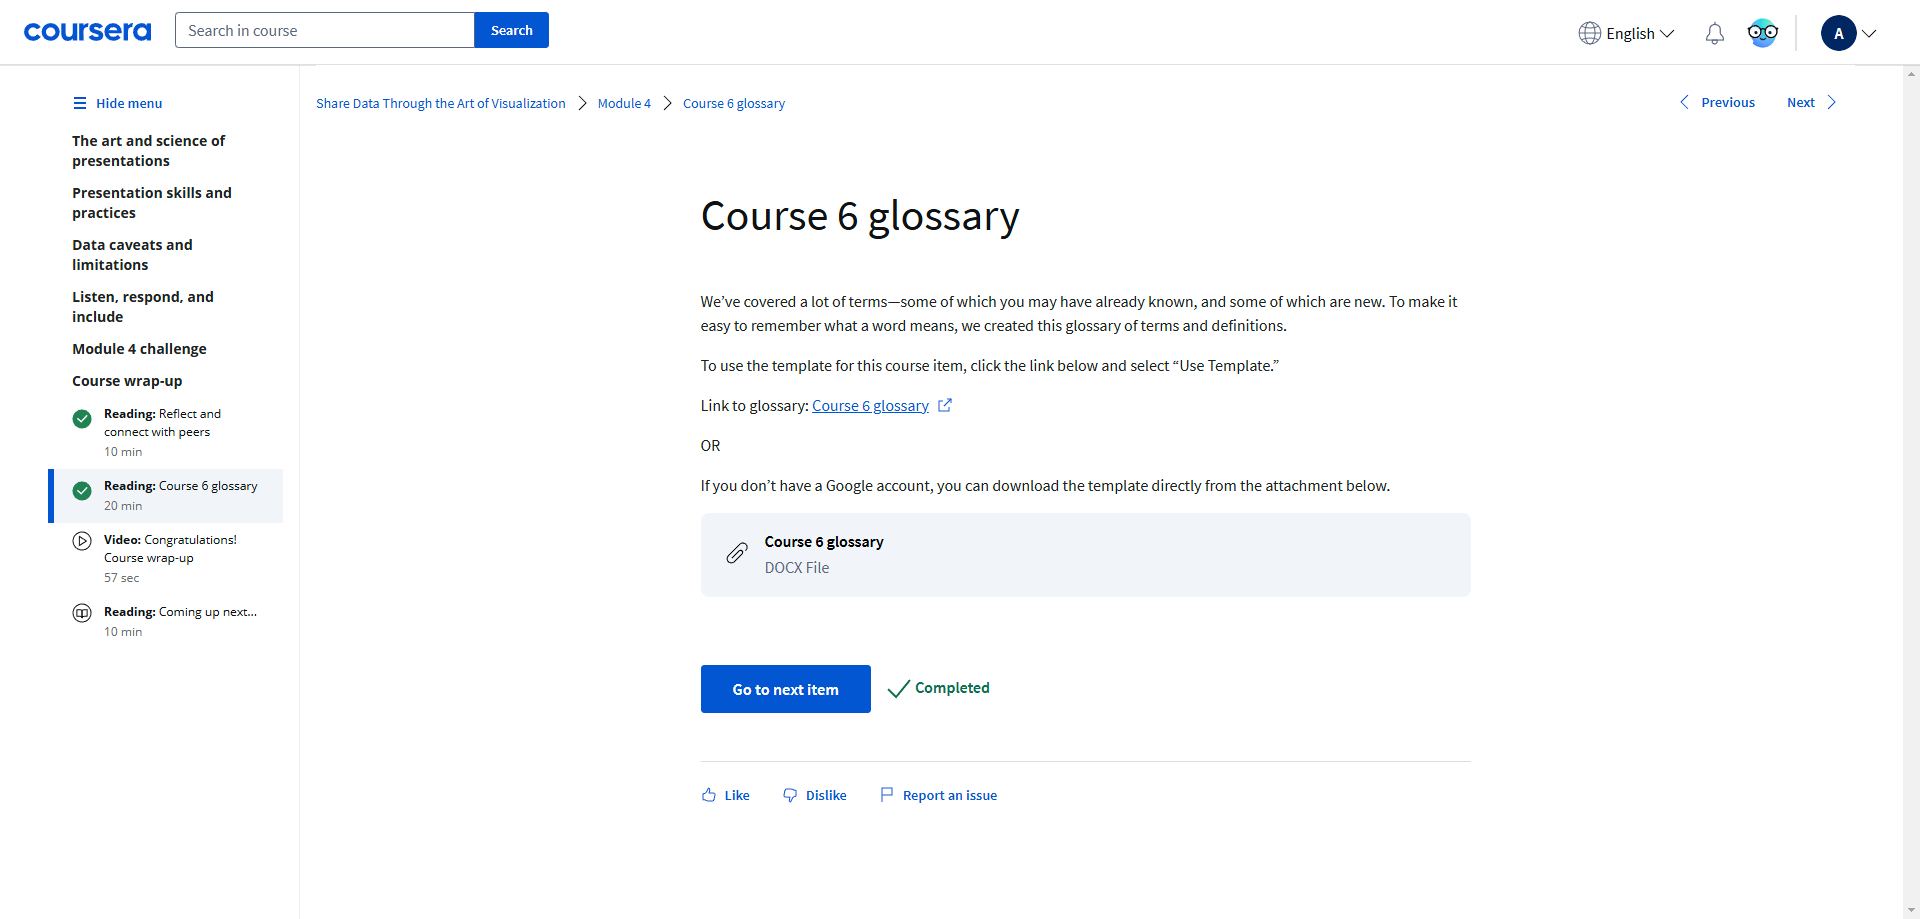 coursera
Search in course
Search
English
A
Hide menu
The art and science of
presentations
Presentation skills and
practices
Data caveats and
limitations
Listen, respond, and
include
Module 4 challenge
Course wrap-up
Reading: Reflect and
connect with peers
10 min
Reading: Course 6 glossary
20 min
Video: Congratulations!
Course wrap-up
57 sec
Reading: Coming up next...
10 min
Share Data Through the Art of Visualization
Module 4
Course 6 glossary
Previous
Next
Course 6 glossary
We’ve covered a lot of terms—some of which you may have already known, and some of which are new. To make it
easy to remember what a word means, we created this glossary of terms and definitions.
To use the template for this course item, click the link below and select “Use Template.”
Link to glossary: Course 6 glossary
OR
If you don’t have a Google account, you can download the template directly from the attachment below.
Course 6 glossary
DOCX File
Go to next item
Completed
Like
Dislike
Report an issue